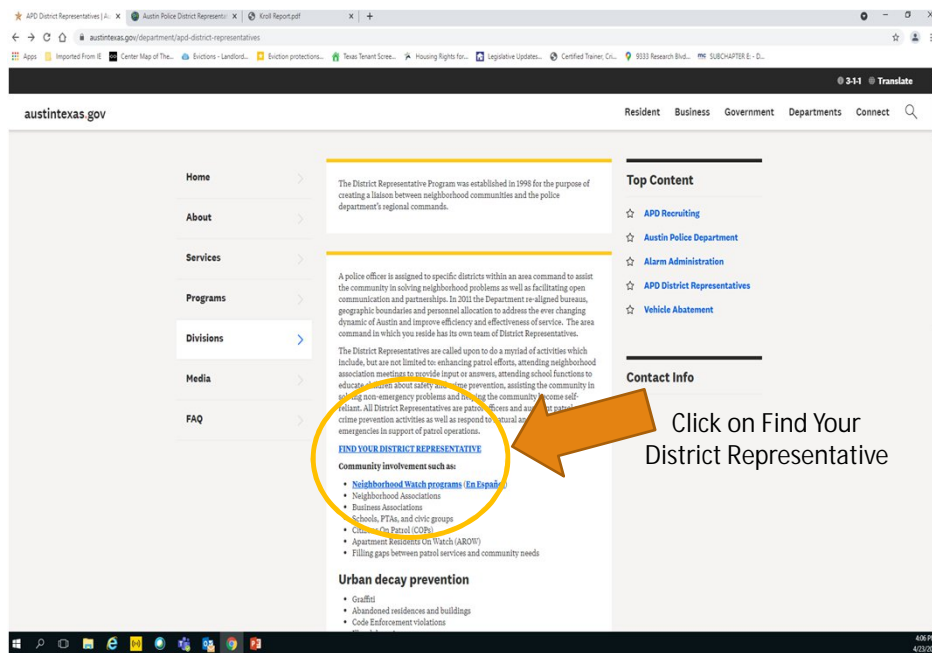 APD District Representatives | Au
Austin Police District Representa
Kroll Report.pdf
austintexas.gov/department/apd-district-representatives
Apps
Imported From IE
Center Map of The...
Evictions - Landlord...
Eviction protections...
Texas Tenant Scree...
Housing Rights for...
Legislative Updates...
Certified Trainer, Cri...
9333 Research Blvd...
SUBCHAPTER E: - D...
3-1-1 Translate
austintexas.gov
Resident Business Government Departments Connect
Home
About
Services
Programs
Divisions
Media
FAQ
The District Representative Program was established in 1998 for the purpose of
creating a liaison between neighborhood communities and the police
department's regional commands.
A police officer is assigned to specific districts within an area command to assist
the community in solving neighborhood problems as well as facilitating open
communication and partnerships. In 2011 the Department re-aligned bureaus,
geographic boundaries and personnel allocation to address the ever changing
dynamic of Austin and improve efficiency and effectiveness of service. The area
command in which you reside has its own team of District Representatives.
The District Representatives are called upon to do a myriad of activities which
include, but are not limited to: enhancing patrol efforts, attending neighborhood
association meetings to provide input or answers, attending school functions to
educate children about safety and crime prevention, assisting the community in
solving non-emergency problems and helping the community become self-
reliant. All District Representatives are patrol officers and augment patrol
crime prevention activities as well as respond to natural
emergencies in support of patrol operations.
FIND YOUR DISTRICT REPRESENTATIVE
Community involvement such as:
• Neighborhood Watch programs (En Español)
• Neighborhood Associations
• Business Associations
• Schools, PTAs, and civic groups
• Citizens On Patrol (COPs)
• Apartment Residents On Watch (AROW)
• Filling gaps between patrol services and community needs
Urban decay prevention
• Graffiti
• Abandoned residences and buildings
• Code Enforcement violations
Top Content
APD Recruiting
Austin Police Department
Alarm Administration
APD District Representatives
Vehicle Abatement
Contact Info
Click on Find Your
District Representative
4:06 P
4/23/20